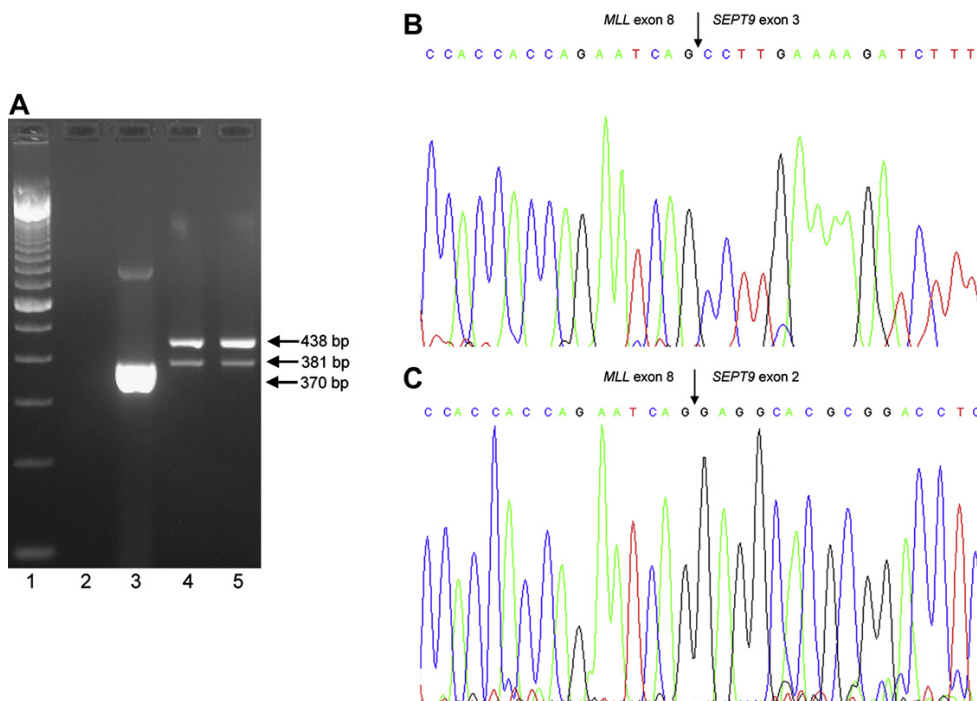 A
438 bp
381 bp
370 bp
1 2 3 4 5
B
MLL exon 8 SEPT9 exon 3
C C A C C A C C A G A A T C A G C C T T G A A A A G A T C T T T
C
MLL exon 8 SEPT9 exon 2
C C A C C A C C A G A A T C A G G A G G C A C G C G G A C C T C